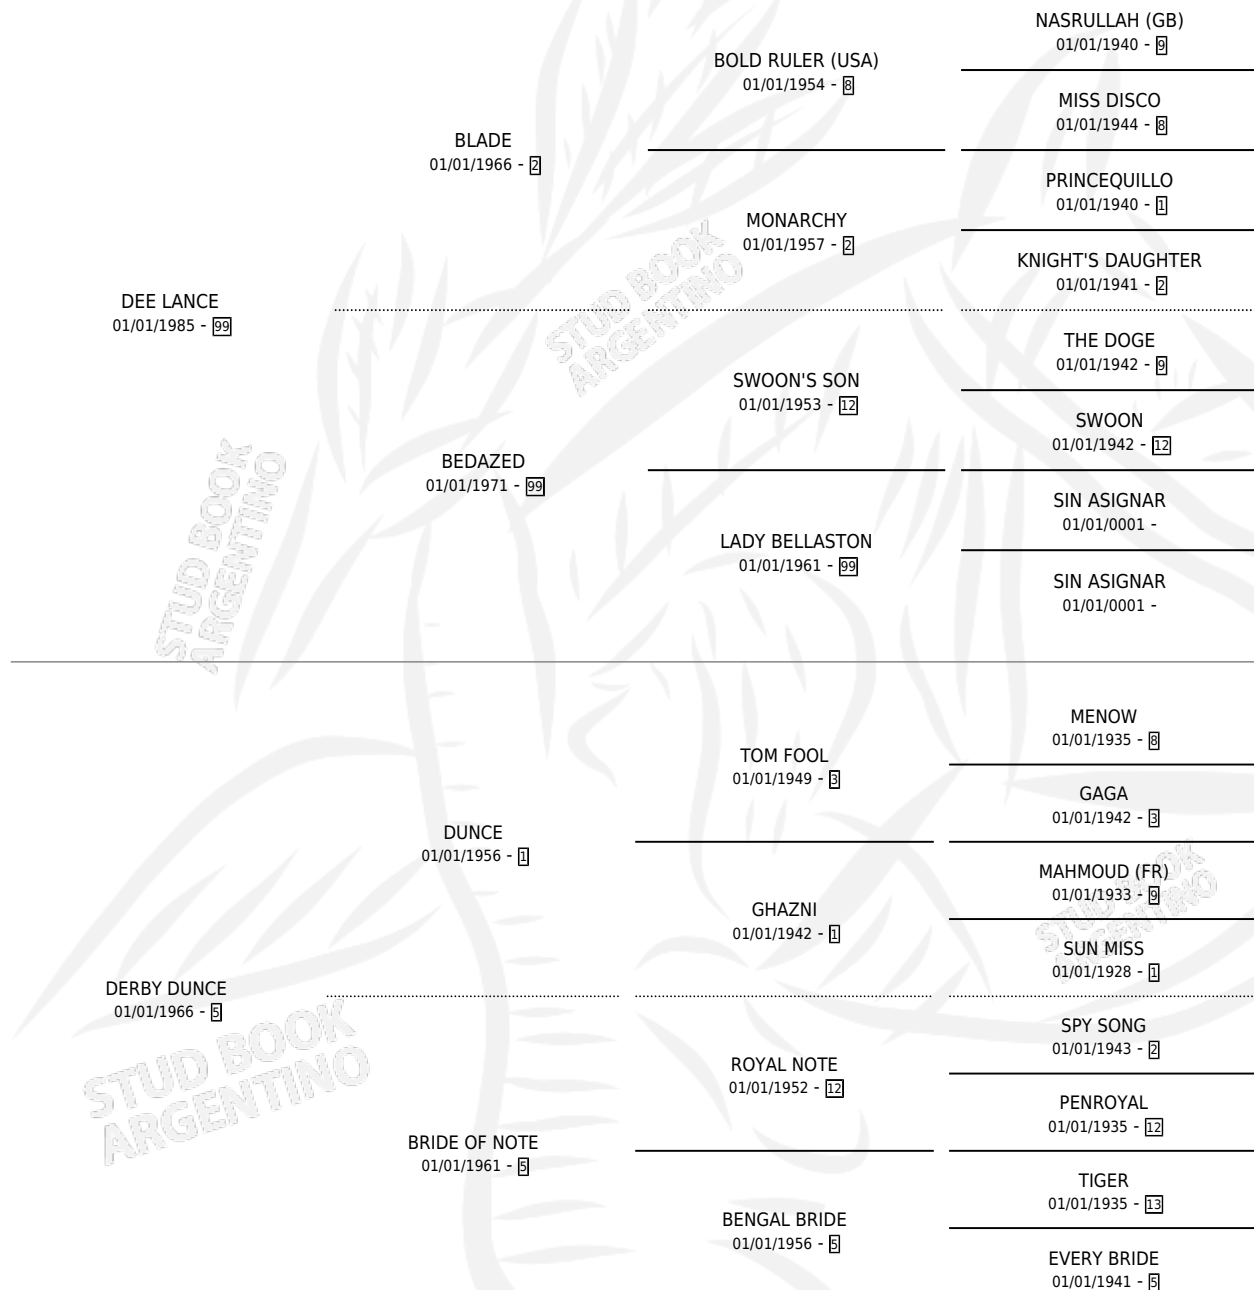 NASRULLAH (GB)
01/01/1940 - 9
BOLD RULER (USA)
01/01/1954 - 8
MISS DISCO
01/01/1944 - 8
BLADE
01/01/1966 - 2
PRINCEQUILLO
01/01/1940 - 1
MONARCHY
01/01/1957 - 2
KNIGHT'S DAUGHTER
01/01/1941 - 2
DEE LANCE
01/01/1985 - 99
THE DOGE
01/01/1942 - 9
SWOON'S SON
01/01/1953 - 12
SWOON
01/01/1942 - 12
BEDAZED
01/01/1971 - 99
SIN ASIGNAR
01/01/0001 -
LADY BELLASTON
01/01/1961 - 99
SIN ASIGNAR
01/01/0001 -
MENOW
01/01/1935 - 8
TOM FOOL
01/01/1949 - 3
GAGA
01/01/1942 - 3
DUNCE
01/01/1956 - 1
MAHMOUD (FR)
01/01/1933 - 9
GHAZNI
01/01/1942 - 1
SUN MISS
01/01/1928 - 1
DERBY DUNCE
01/01/1966 - 5
SPY SONG
01/01/1943 - 2
ROYAL NOTE
01/01/1952 - 12
PENROYAL
01/01/1935 - 12
BRIDE OF NOTE
01/01/1961 - 5
TIGER
01/01/1935 - 13
BENGAL BRIDE
01/01/1956 - 5
EVERY BRIDE
01/01/1941 - 5
STUD BOOK
ARGENTINO
STUD BOOK
ARGENTINO
STUD BOOK
ARGENTINO
STUD BOOK
ARGENTINO